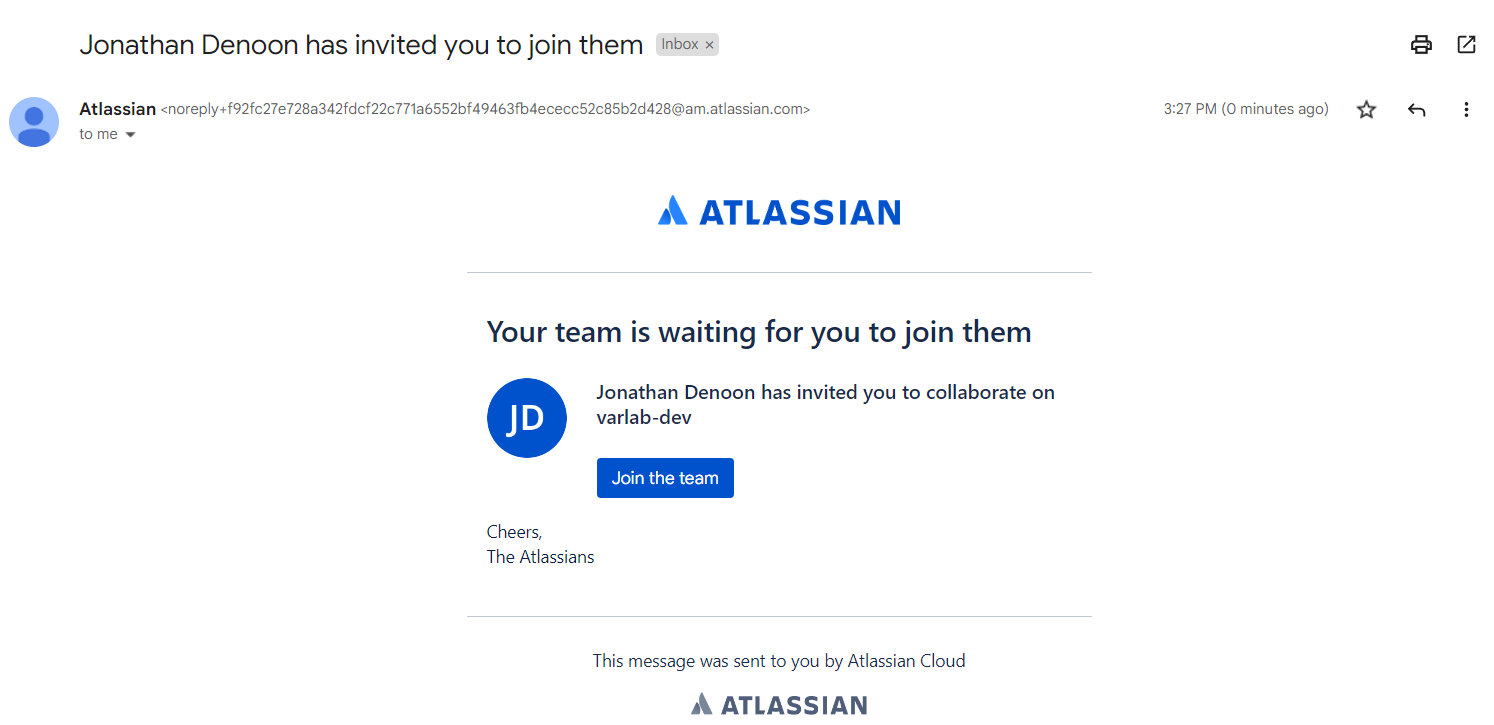 Jonathan Denoon has invited you to join them Inbox ×
Atlassian <noreply+f92fc27e728a342fdcf22c771a6552bf49463fb4ececc52c85b2d428@am.atlassian.com> 3:27 PM (0 minutes ago)
to me
ATLASSIAN
Your team is waiting for you to join them
JD
Jonathan Denoon has invited you to collaborate on
varlab-dev
Join the team
Cheers,
The Atlassians
This message was sent to you by Atlassian Cloud
ATLASSIAN